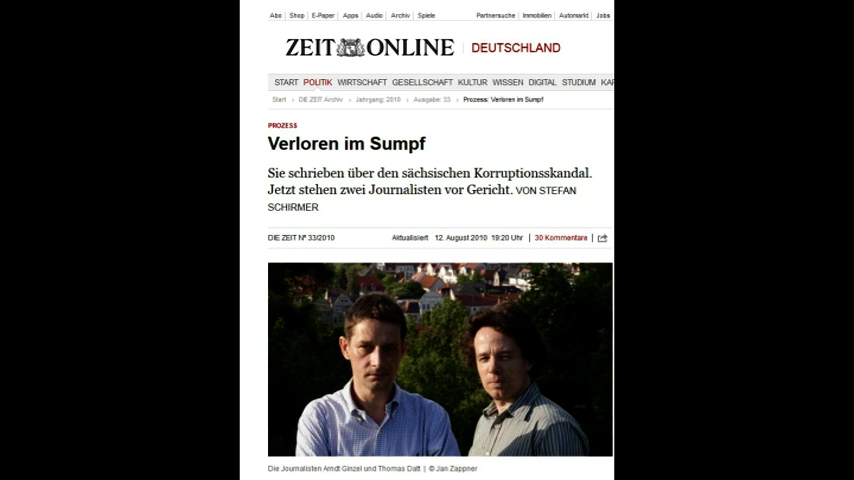 Abo Shop E-Paper Apps Audio Archiv Spiele Partnersuche Immobilien Automarkt Jobs
ZEIT ONLINE DEUTSCHLAND
START POLITIK WIRTSCHAFT GESELLSCHAFT KULTUR WISSEN DIGITAL STUDIUM KAR
Start › DIE ZEIT Archiv › Jahrgang: 2010 › Ausgabe: 33 › Prozess: Verloren im Sumpf
PROZESS
Verloren im Sumpf
Sie schrieben über den sächsischen Korruptionsskandal.
Jetzt stehen zwei Journalisten vor Gericht. VON STEFAN
SCHIRMER
DIE ZEIT Nº 33/2010 Aktualisiert 12. August 2010 19:20 Uhr | 30 Kommentare |
Die Journalisten Arndt Ginzel und Thomas Datt | © Jan Zappner